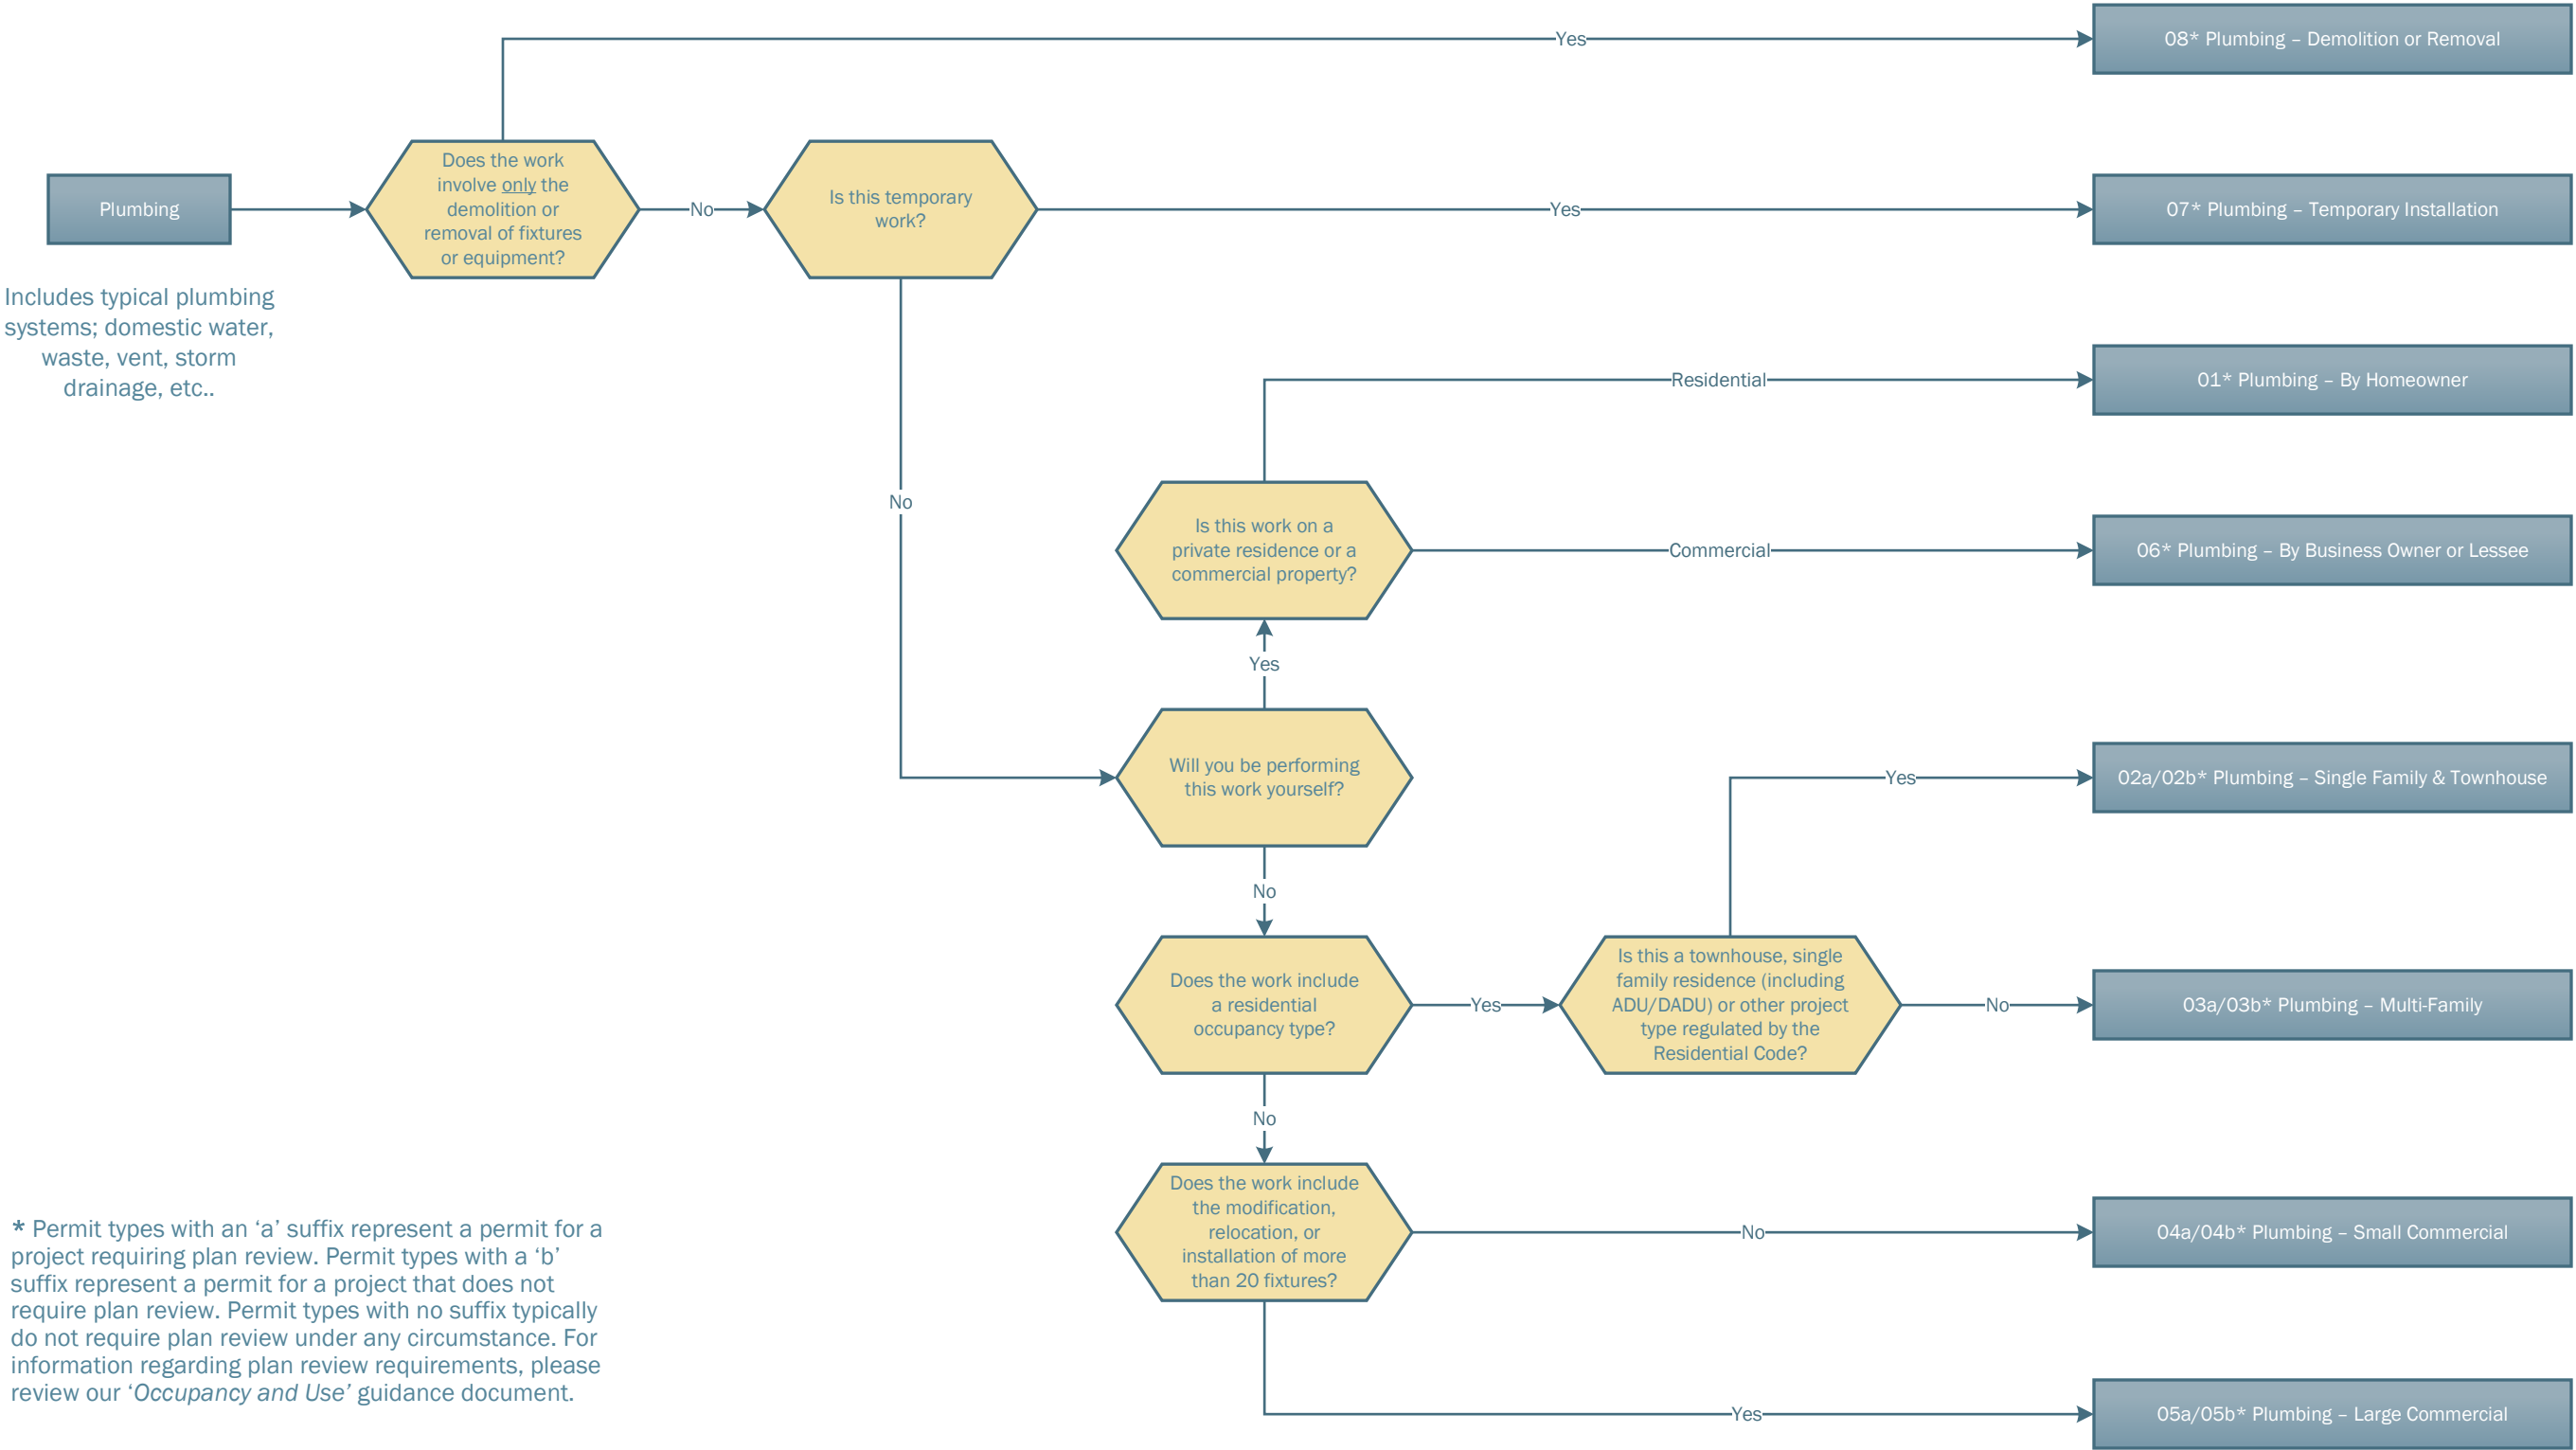 Yes
08* Plumbing – Demolition or Removal
Plumbing
Does the work
involve only the
demolition or
removal of fixtures
or equipment?
No
Is this temporary
work?
Yes
07* Plumbing – Temporary Installation
Includes typical plumbing
systems; domestic water,
waste, vent, storm
drainage, etc..
Residential
01* Plumbing – By Homeowner
No
Is this work on a
private residence or a
commercial property?
Commercial
06* Plumbing – By Business Owner or Lessee
Yes
Will you be performing
this work yourself?
Yes
02a/02b* Plumbing – Single Family & Townhouse
No
Does the work include
a residential
occupancy type?
Yes
Is this a townhouse, single
family residence (including
ADU/DADU) or other project
type regulated by the
Residential Code?
No
03a/03b* Plumbing – Multi-Family
No
Does the work include
the modification,
relocation, or
installation of more
than 20 fixtures?
No
04a/04b* Plumbing – Small Commercial
Yes
05a/05b* Plumbing – Large Commercial
* Permit types with an ‘a’ suffix represent a permit for a
project requiring plan review. Permit types with a ‘b’
suffix represent a permit for a project that does not
require plan review. Permit types with no suffix typically
do not require plan review under any circumstance. For
information regarding plan review requirements, please
review our ‘Occupancy and Use’ guidance document.